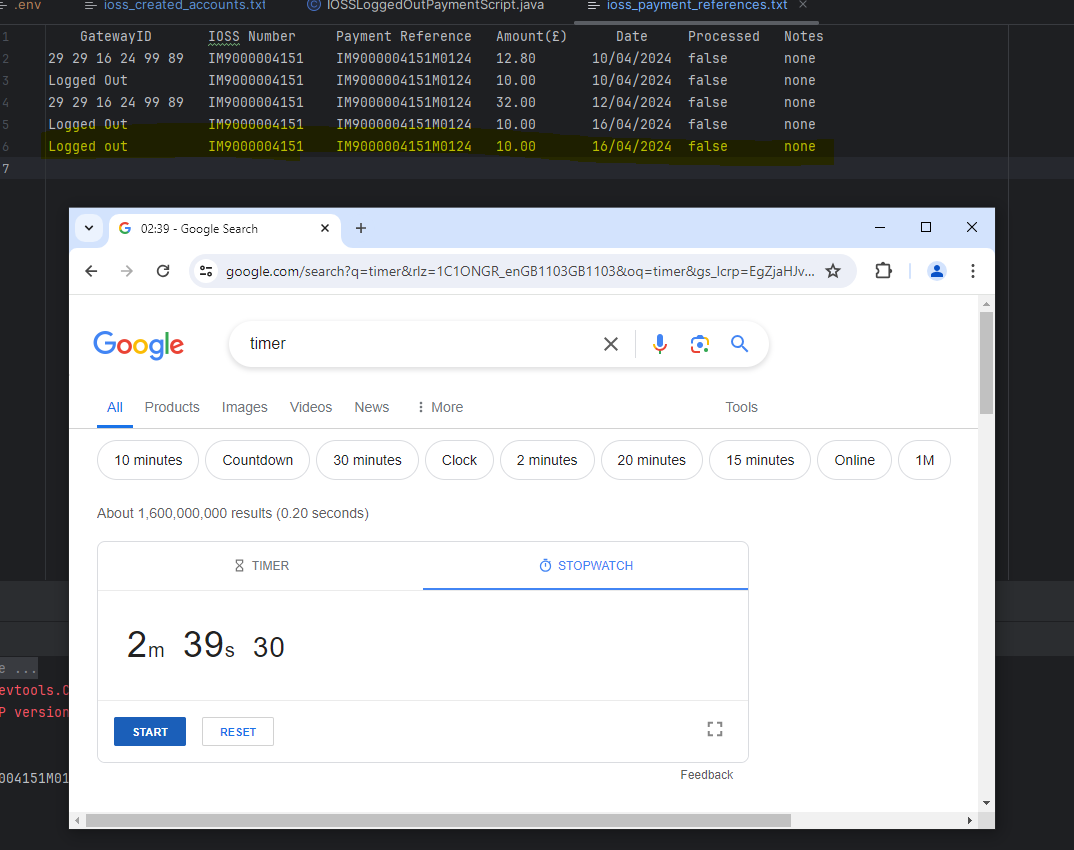 .env ioss_created_accounts.txt IOSSLoggedOutPaymentScript.java ioss_payment_references.txt
1 GatewayID IOSS Number Payment Reference Amount(£) Date Processed Notes
2 29 29 16 24 99 89 IM9000004151 IM9000004151M0124 12.80 10/04/2024 false none
3 Logged Out IM9000004151 IM9000004151M0124 10.00 10/04/2024 false none
4 29 29 16 24 99 89 IM9000004151 IM9000004151M0124 32.00 12/04/2024 false none
5 Logged Out IM9000004151 IM9000004151M0124 10.00 16/04/2024 false none
6 Logged out IM9000004151 IM9000004151M0124 10.00 16/04/2024 false none
7
02:39 - Google Search
google.com/search?q=timer&rlz=1C1ONGR_enGB1103GB1103&oq=timer&gs_lcrp=EgZjaHJv...
Google timer
All Products Images Videos News More Tools
10 minutes Countdown 30 minutes Clock 2 minutes 20 minutes 15 minutes Online 1M
About 1,600,000,000 results (0.20 seconds)
TIMER STOPWATCH
2m 39s 30
e ...
evtools.C
P version
START RESET
Feedback
004151M01